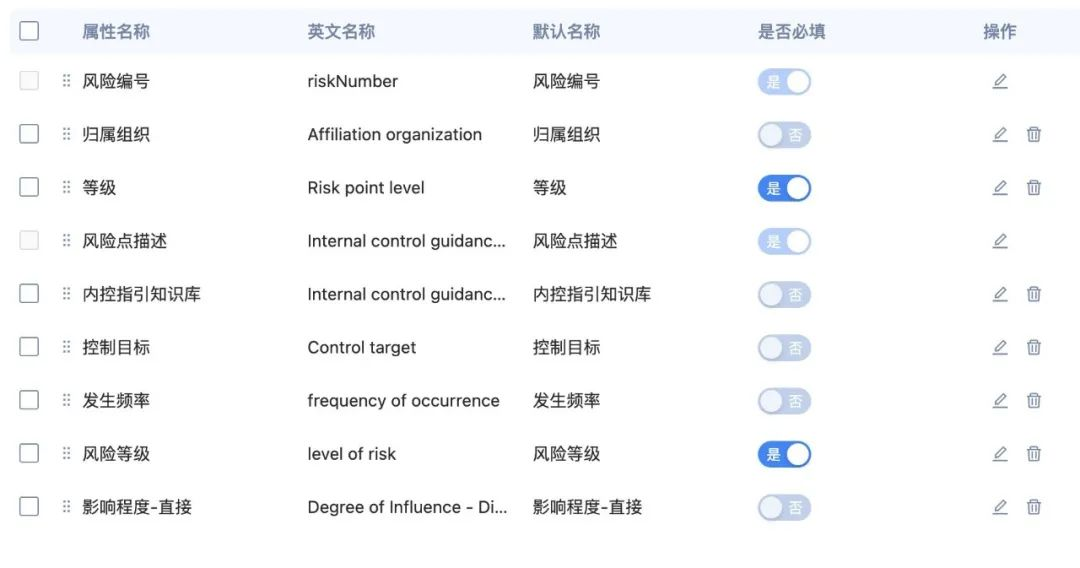 属性名称 英文名称 默认名称 是否必填 操作
风险编号 riskNumber 风险编号 是
归属组织 Affiliation organization 归属组织 否
等级 Risk point level 等级 是
风险点描述 Internal control guidanc... 风险点描述 是
内控指引知识库 Internal control guidanc... 内控指引知识库 否
控制目标 Control target 控制目标 否
发生频率 frequency of occurrence 发生频率 否
风险等级 level of risk 风险等级 是
影响程度-直接 Degree of Influence - Di... 影响程度-直接 否